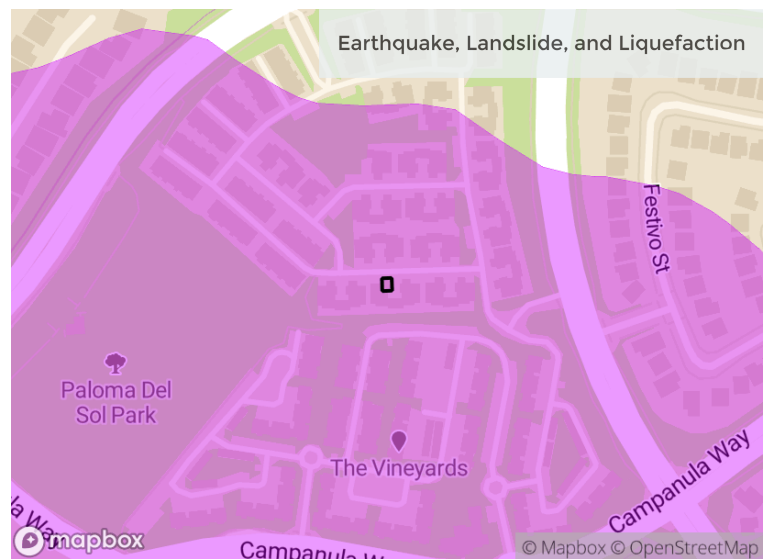 Earthquake, Landslide, and Liquefaction
Festivo St
Paloma Del
Sol Park
The Vineyards
Campanula Way
mapbox
Campanula W
© Mapbox © OpenStreetMap